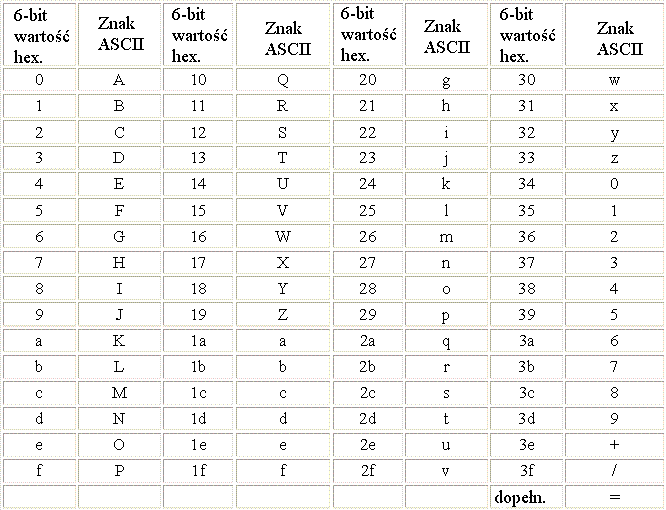 6-bit wartość hex. Znak ASCII 6-bit wartość hex. Znak ASCII 6-bit wartość hex. Znak ASCII 6-bit wartość hex. Znak ASCII
0 A 10 Q 20 g 30 w
1 B 11 R 21 h 31 x
2 C 12 S 22 i 32 y
3 D 13 T 23 j 33 z
4 E 14 U 24 k 34 0
5 F 15 V 25 l 35 1
6 G 16 W 26 m 36 2
7 H 17 X 27 n 37 3
8 I 18 Y 28 o 38 4
9 J 19 Z 29 p 39 5
a K 1a a 2a q 3a 6
b L 1b b 2b r 3b 7
c M 1c c 2c s 3c 8
d N 1d d 2d t 3d 9
e O 1e e 2e u 3e +
f P 1f f 2f v 3f /
dopełn. =